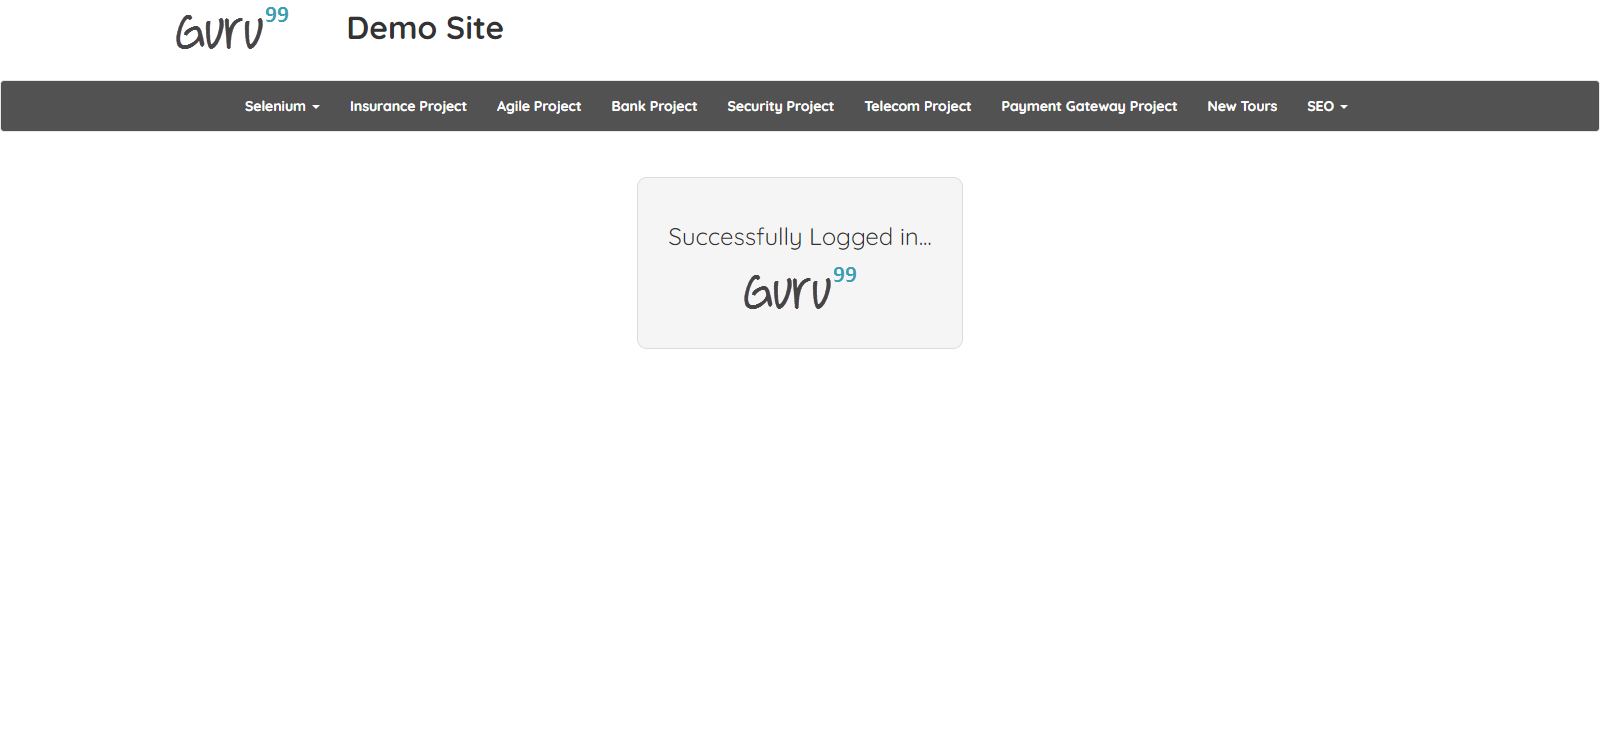 Guru99 Demo Site
Selenium Insurance Project Agile Project Bank Project Security Project Telecom Project Payment Gateway Project New Tours SEO
Successfully Logged in...
Guru99